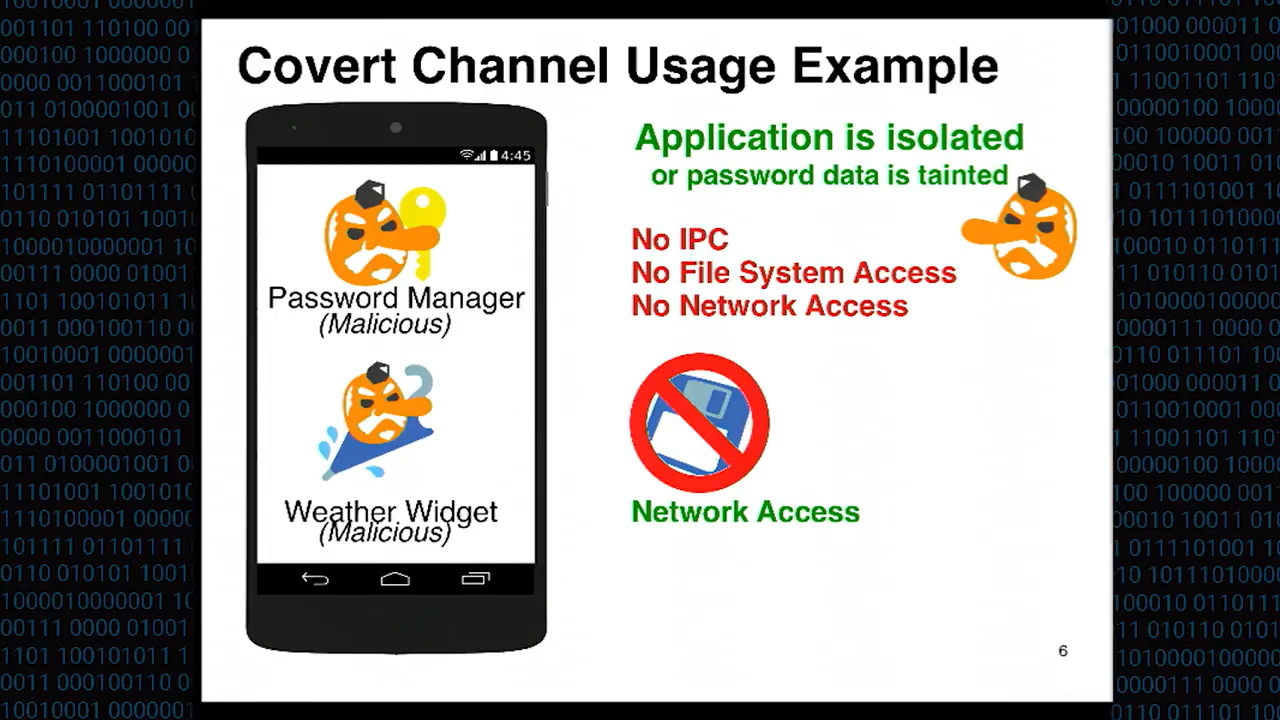 Covert Channel Usage Example
4:45
Password Manager
(Malicious)
Weather Widget
(Malicious)
Application is isolated
or password data is tainted
No IPC
No File System Access
No Network Access
Network Access
6